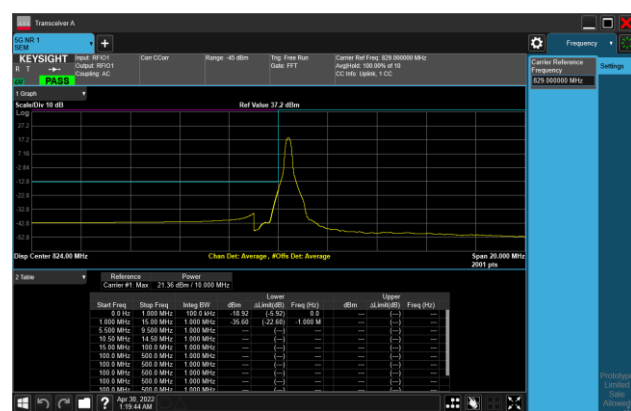 Transceiver A
5G NR 1
SEM
Frequency
KEYSIGHT
Input: RFIO1
Output: RFIO1
Coupling: AC
Corr CCorr
Range: -45 dBm
Trig: Free Run
Gate: FFT
Carrier Ref Freq: 829.000000 MHz
Avg|Hold: 100.00% of 10
CC Info: Uplink, 1 CC
R T
PASS
Carrier Reference
Frequency
829.000000 MHz
Settings
1 Graph
Scale/Div 10 dB
Ref Value 37.2 dBm
Log
27.2
17.2
7.16
-2.84
-12.8
-22.8
-32.8
-42.8
-52.8
Disp Center 824.00 MHz
Chan Det: Average , #Offs Det: Average
Span 20.000 MHz
2001 pts
2 Table
Reference Power
Carrier #1 Max 21.36 dBm / 10.000 MHz
Lower Upper
Start Freq Stop Freq Integ BW dBm ΔLimit(dB) Freq (Hz) dBm ΔLimit(dB) Freq (Hz)
0.0 Hz 1.000 MHz 100.0 kHz -18.92 (-5.92) 0.0 --- (---) ---
1.000 MHz 15.00 MHz 1.000 MHz -35.60 (-22.60) -1.000 M --- (---) ---
5.500 MHz 9.500 MHz 1.000 MHz --- (---) --- --- (---) ---
10.50 MHz 14.50 MHz 1.000 MHz --- (---) --- --- (---) ---
15.00 MHz 100.0 MHz 1.000 MHz --- (---) --- --- (---) ---
100.0 MHz 500.0 MHz 1.000 MHz --- (---) --- --- (---) ---
100.0 MHz 500.0 MHz 1.000 MHz --- (---) --- --- (---) ---
100.0 MHz 500.0 MHz 1.000 MHz --- (---) --- --- (---) ---
100.0 MHz 500.0 MHz 1.000 MHz --- (---) --- --- (---) ---
100.0 MHz 500.0 MHz 1.000 MHz --- (---) --- --- (---) ---
Prototype
Limited
Sale
Allowed
Apr 30, 2022
1:19:44 AM